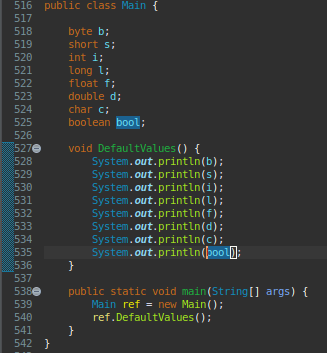 516 public class Main {
517
518     byte b;
519     short s;
520     int i;
521     long l;
522     float f;
523     double d;
524     char c;
525     boolean bool;
526
527     void DefaultValues() {
528         System.out.println(b);
529         System.out.println(s);
530         System.out.println(i);
531         System.out.println(l);
532         System.out.println(f);
533         System.out.println(d);
534         System.out.println(c);
535         System.out.println(bool);
536     }
537
538     public static void main(String[] args) {
539         Main ref = new Main();
540         ref.DefaultValues();
541     }
542 }